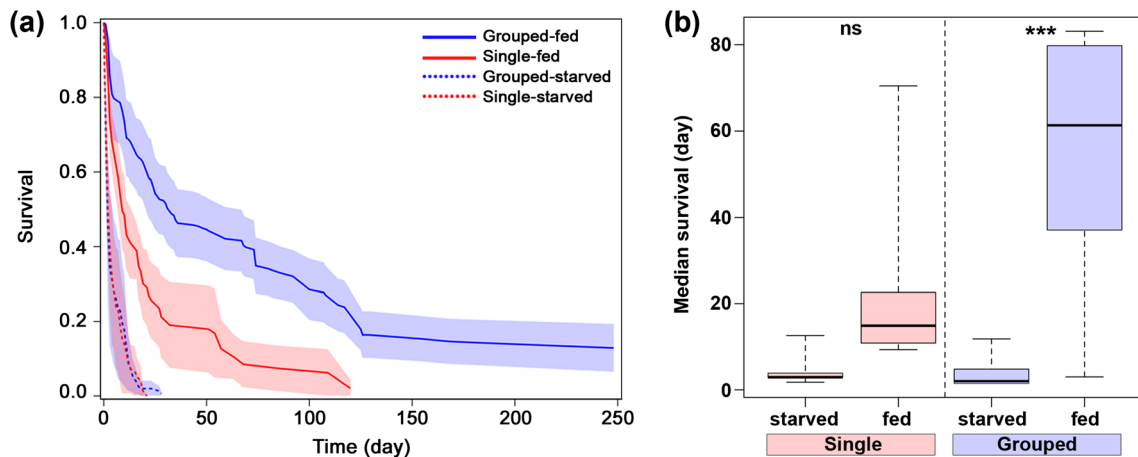 (a)
1.0
0.8
0.6
0.4
0.2
0.0
Survival
0
50
100
150
200
250
Time (day)
Grouped-fed
Single-fed
Grouped-starved
Single-starved
(b)
80
60
40
20
0
Median survival (day)
ns
***
starved
fed
starved
fed
Single
Grouped